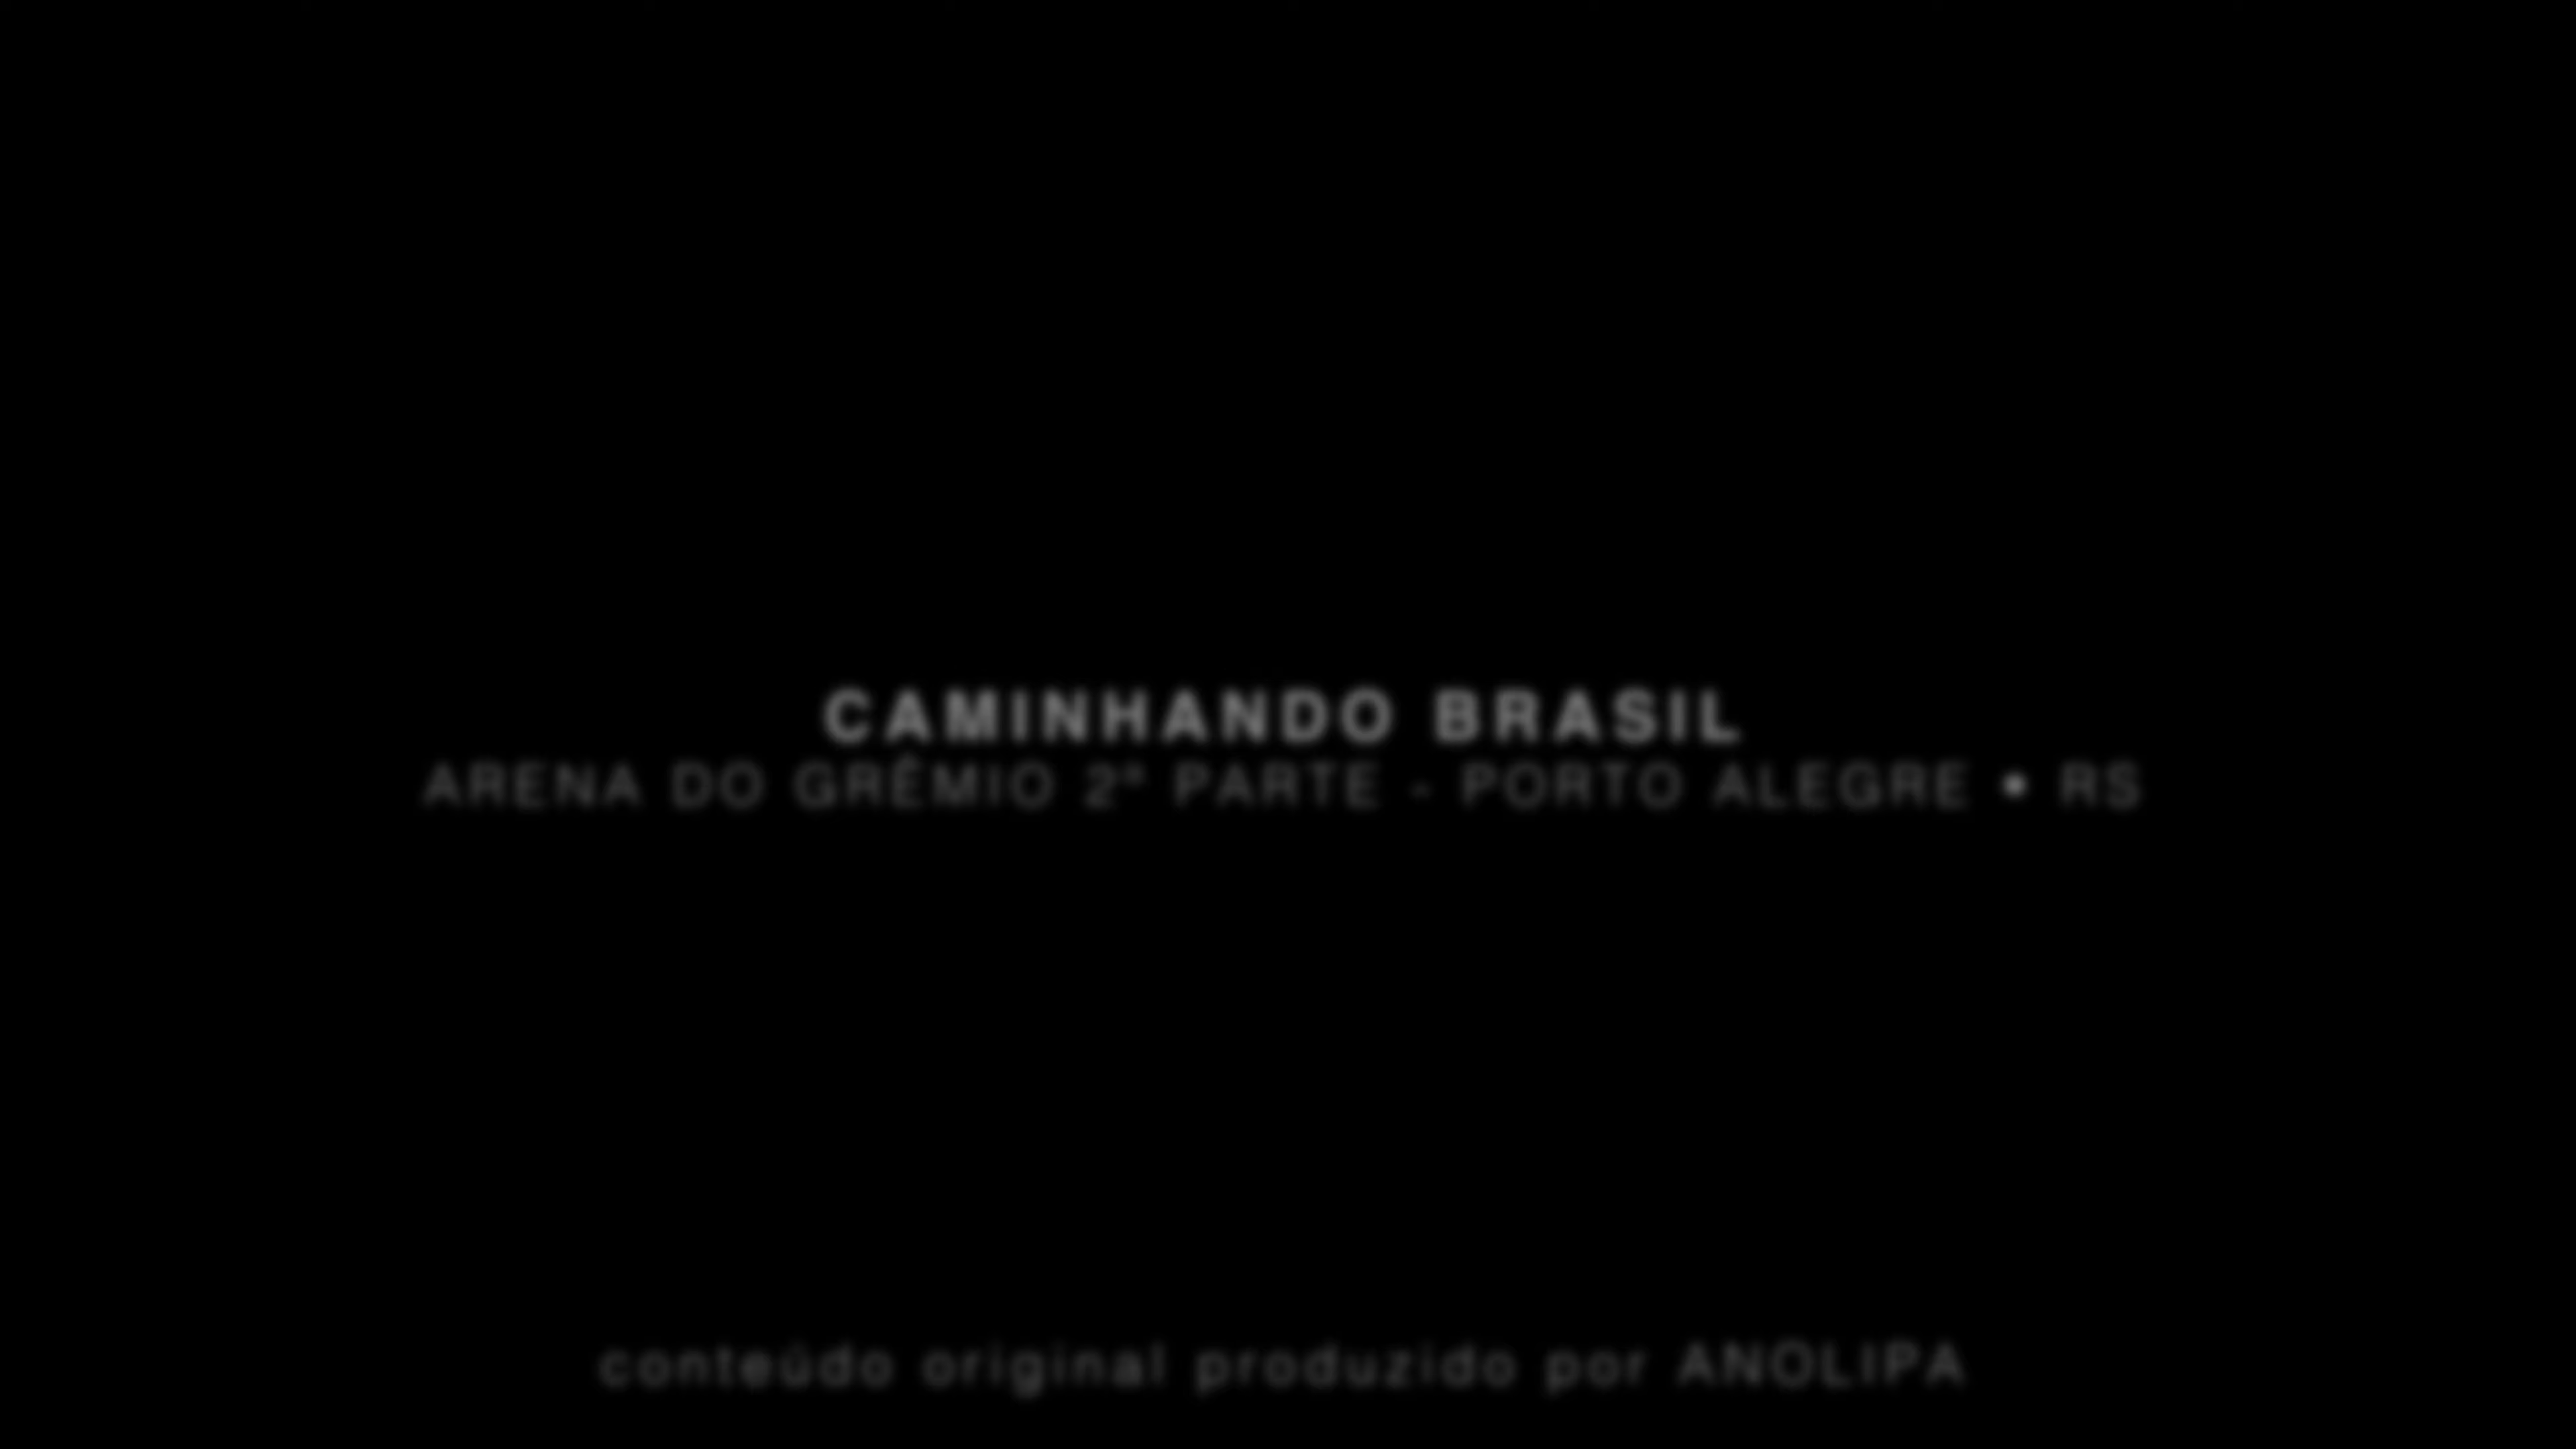 CAMINHANDO BRASIL
ARENA DO GRÊMIO 2ª PARTE - PORTO ALEGRE • RS
conteúdo original produzido por ANOLIPA